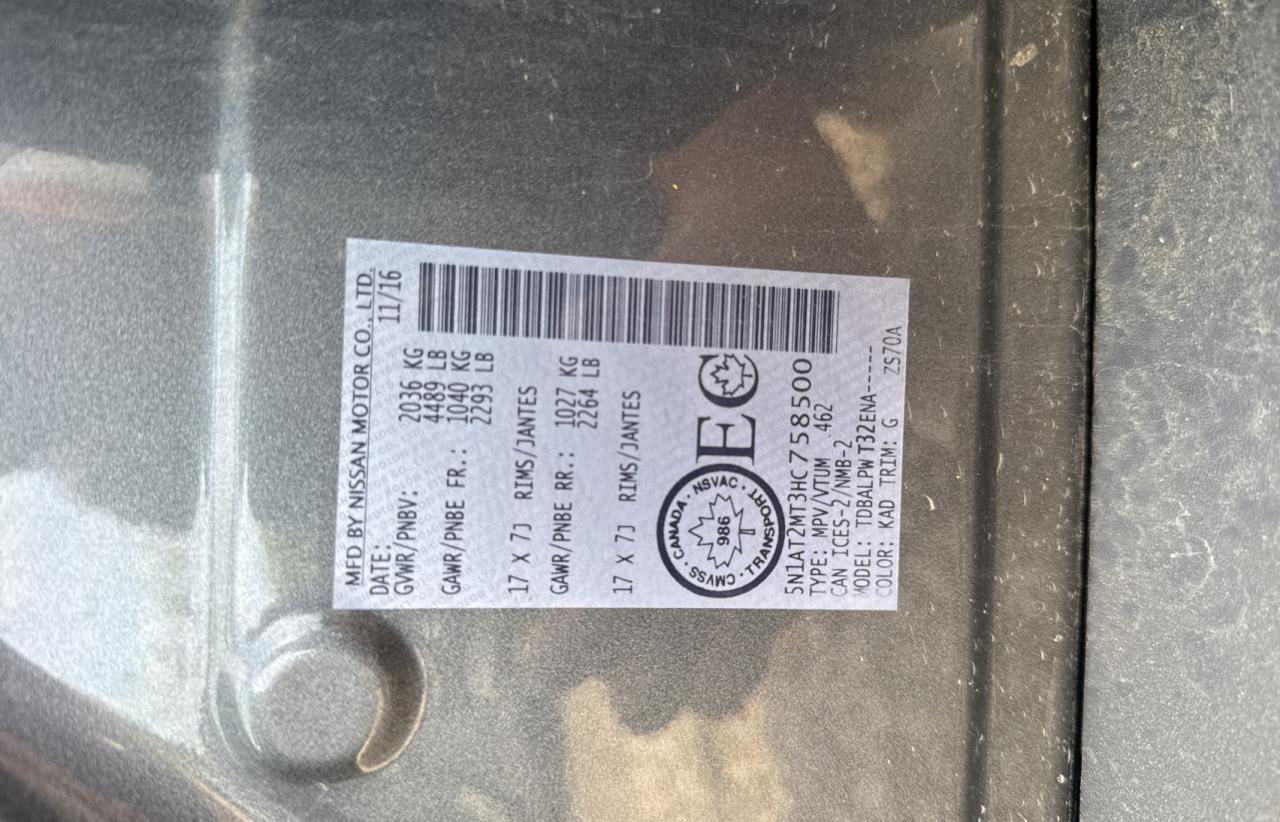 MFD BY NISSAN MOTOR CO., LTD.
DATE: 11/16
GVWR/PNBV: 2036 KG
4489 LB
GAWR/PNBE FR.: 1040 KG
2293 LB
17 X 7J RIMS/JANTES
GAWR/PNBE RR.: 1027 KG
2264 LB
17 X 7J RIMS/JANTES
CANADA · NSVAC · TRANSPORT · CMVSS ·
986
EC
5N1AT2MT3HC758500
TYPE: MPV/VTUM 462
CAN ICES-2/NMB-2
MODEL: TDBALPW T32ENA-----
COLOR: KAD TRIM: G ZS70A